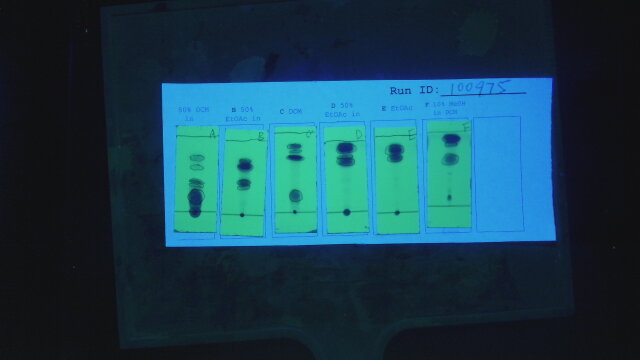 Run ID: 100975
50% DCM in
B 50% EtOAc in
C DCM
D 50% EtOAc in
E EtOAc
F 10% MeOH in DCM
A
B
C
D
E
F